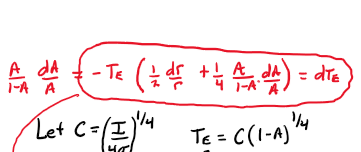 A/(1-A) dA/A = -T_E (1/2 dr/r + 1/4 A/(1-A) · dA/A) = dT_E
Let C = (I/4σ)^{1/4} T_E = C(1-A)^{1/4}